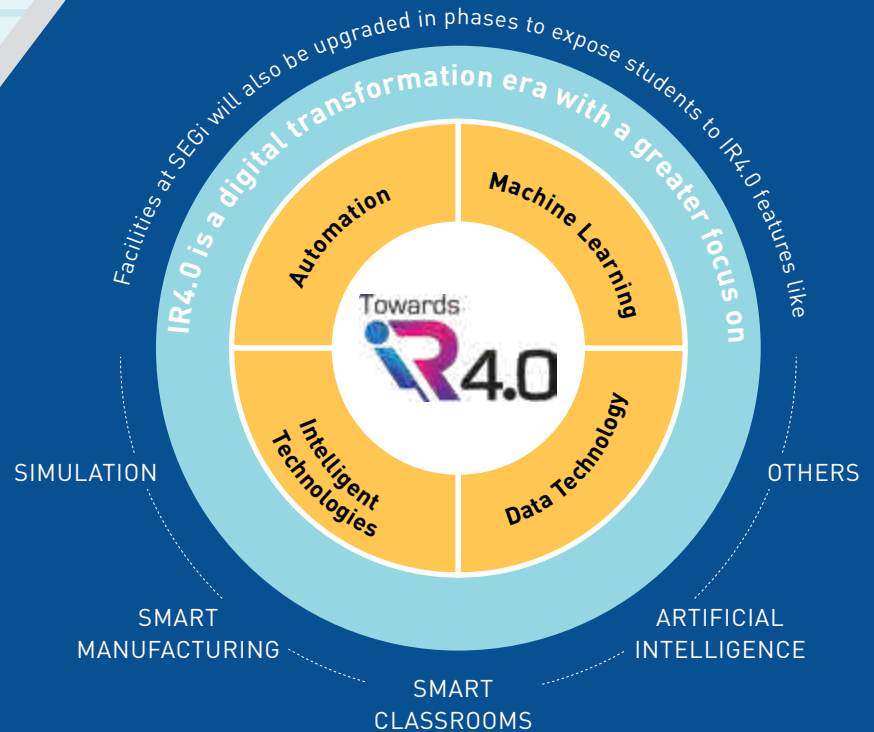 Facilities at SEGi will also be upgraded in phases to expose students to IR4.0 features like
IR4.0 is a digital transformation era with a greater focus on
Automation
Machine Learning
Towards
iR4.0
Intelligent
Technologies
Data Technology
SIMULATION
OTHERS
SMART
MANUFACTURING
ARTIFICIAL
INTELLIGENCE
SMART
CLASSROOMS